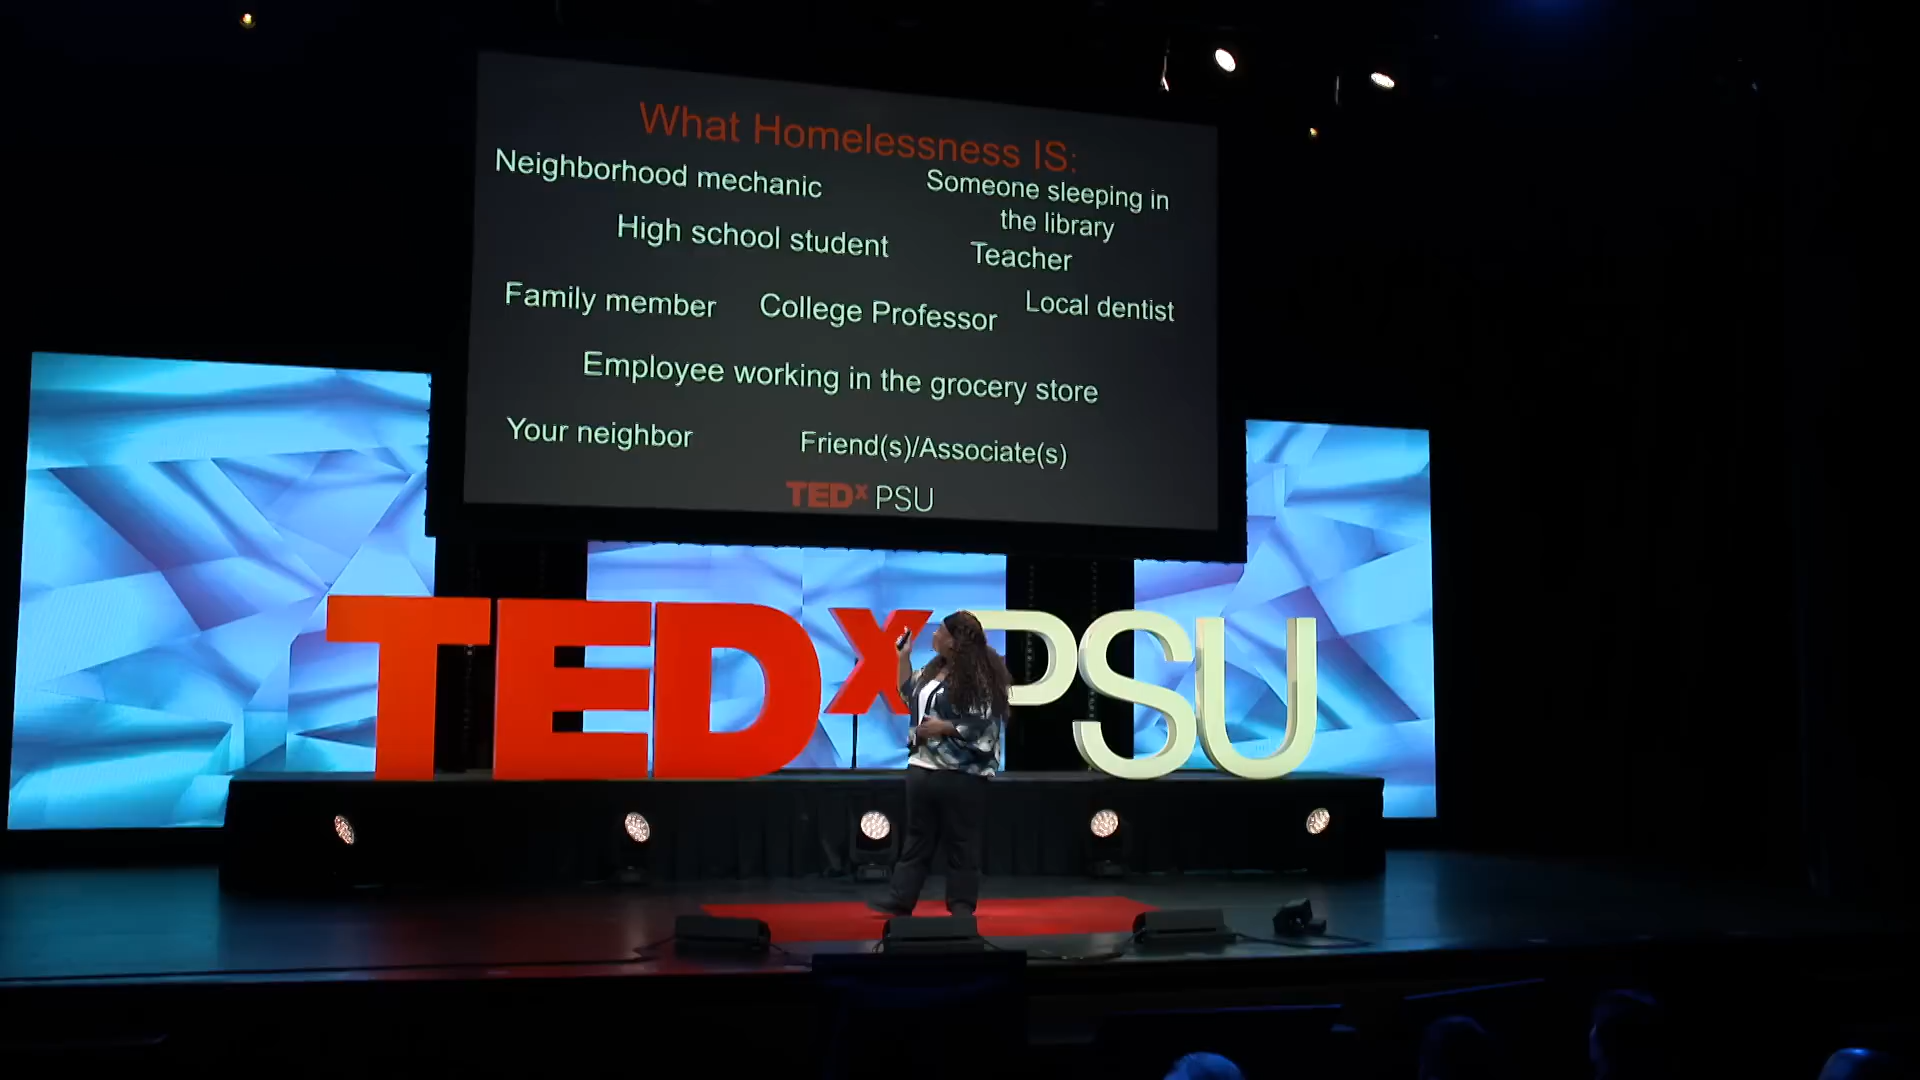 What Homelessness IS:
Neighborhood mechanic
Someone sleeping in
the library
High school student
Teacher
Family member
College Professor
Local dentist
Employee working in the grocery store
Your neighbor
Friend(s)/Associate(s)
TEDx PSU
TEDx PSU